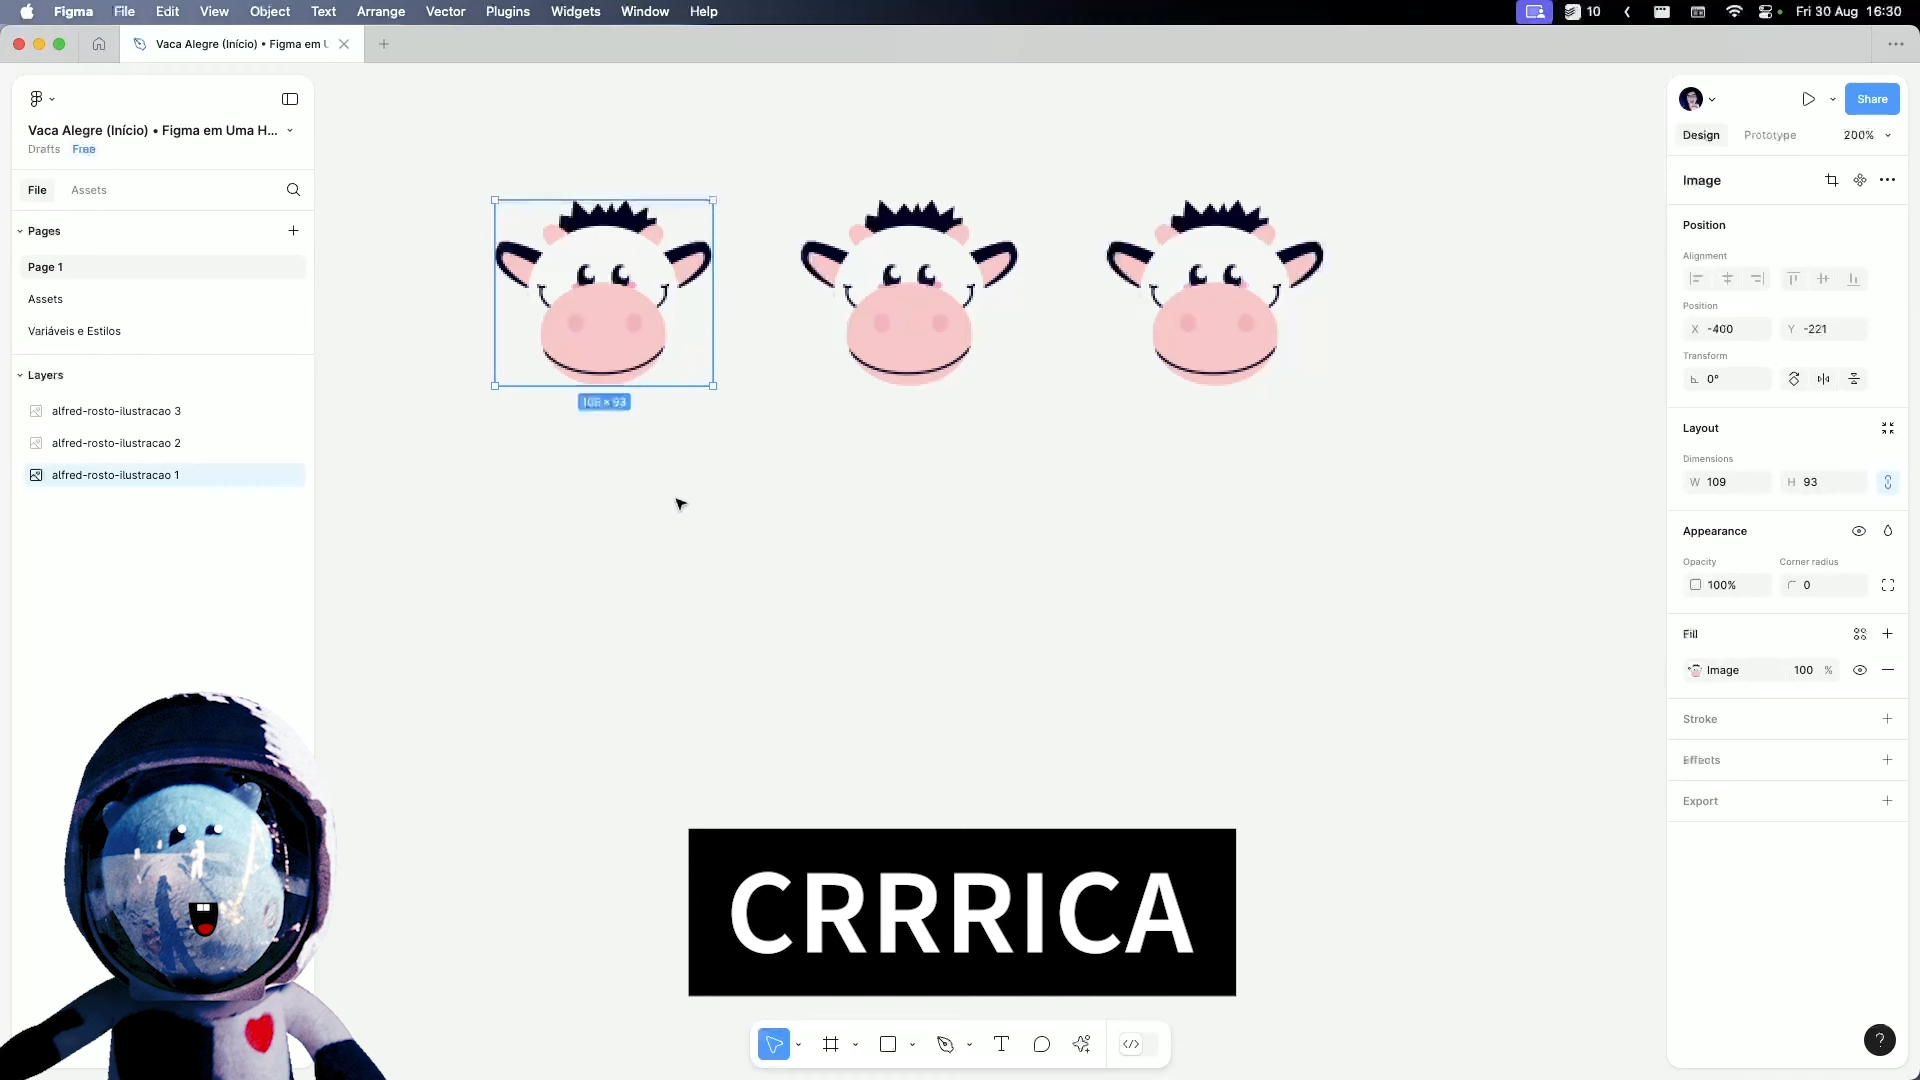 Figma File Edit View Object Text Arrange Vector Plugins Widgets Window Help 10 Fri 30 Aug 16:30
Vaca Alegre (Início) • Figma em U
Vaca Alegre (Início) • Figma em Uma H...
Drafts Free
File Assets
Pages
Page 1
Assets
Variáveis e Estilos
Layers
alfred-rosto-ilustracao 3
alfred-rosto-ilustracao 2
alfred-rosto-ilustracao 1
CRRRICA
Share
Design Prototype 200%
Image
Position
Alignment
Position
X -400 Y -221
Transform
0°
Layout
Dimensions
W 109 H 93
Appearance
Opacity Corner radius
100% 0
Fill
Image 100 %
Stroke
Effects
Export
?